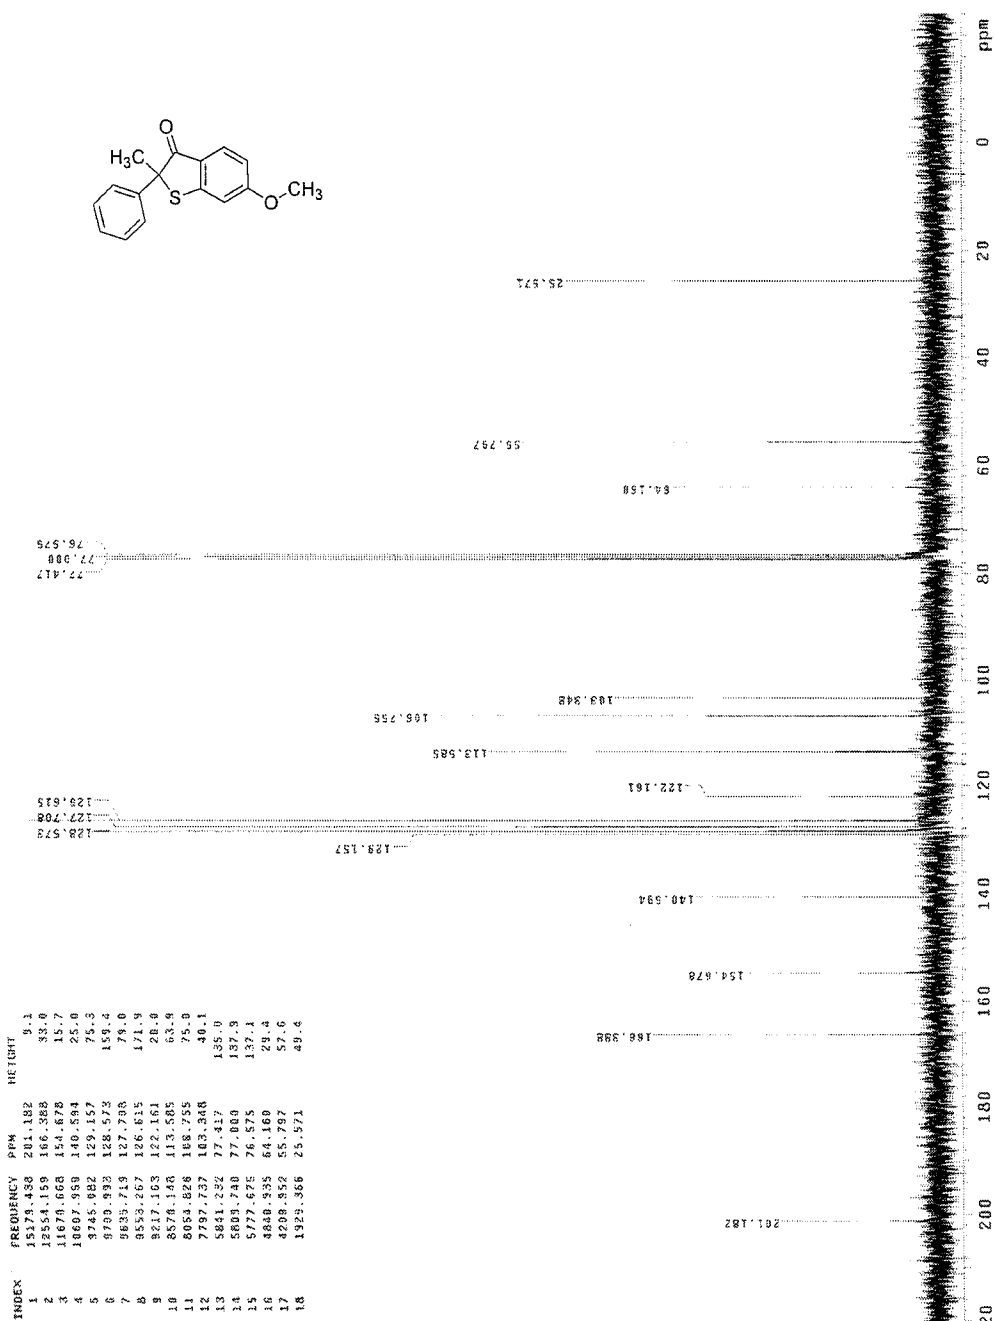 INDEX FREQUENCY PPM HEIGHT
1 15179.438 201.182 9.1
2 12554.159 166.388 33.0
3 11670.668 154.678 15.7
4 10607.959 140.594 25.0
5 9745.082 129.157 75.3
6 9700.993 128.573 159.4
7 9635.719 127.708 79.0
8 9553.267 126.615 171.9
9 9217.163 122.161 20.0
10 8570.148 113.585 63.9
11 8054.826 106.755 75.0
12 7797.737 103.348 40.1
13 5841.232 77.417 135.0
14 5809.740 77.000 137.9
15 5777.675 76.575 137.1
16 4840.935 64.160 29.4
17 4209.952 55.797 57.6
18 1929.366 25.571 49.4
O
H3C
S
O
CH3
201.182
166.388
154.678
140.594
129.157
128.573
127.708
126.615
122.161
113.585
106.755
103.348
77.417
77.000
76.575
64.160
55.797
25.571
20 200 180 160 140 120 100 80 60 40 20 0 ppm